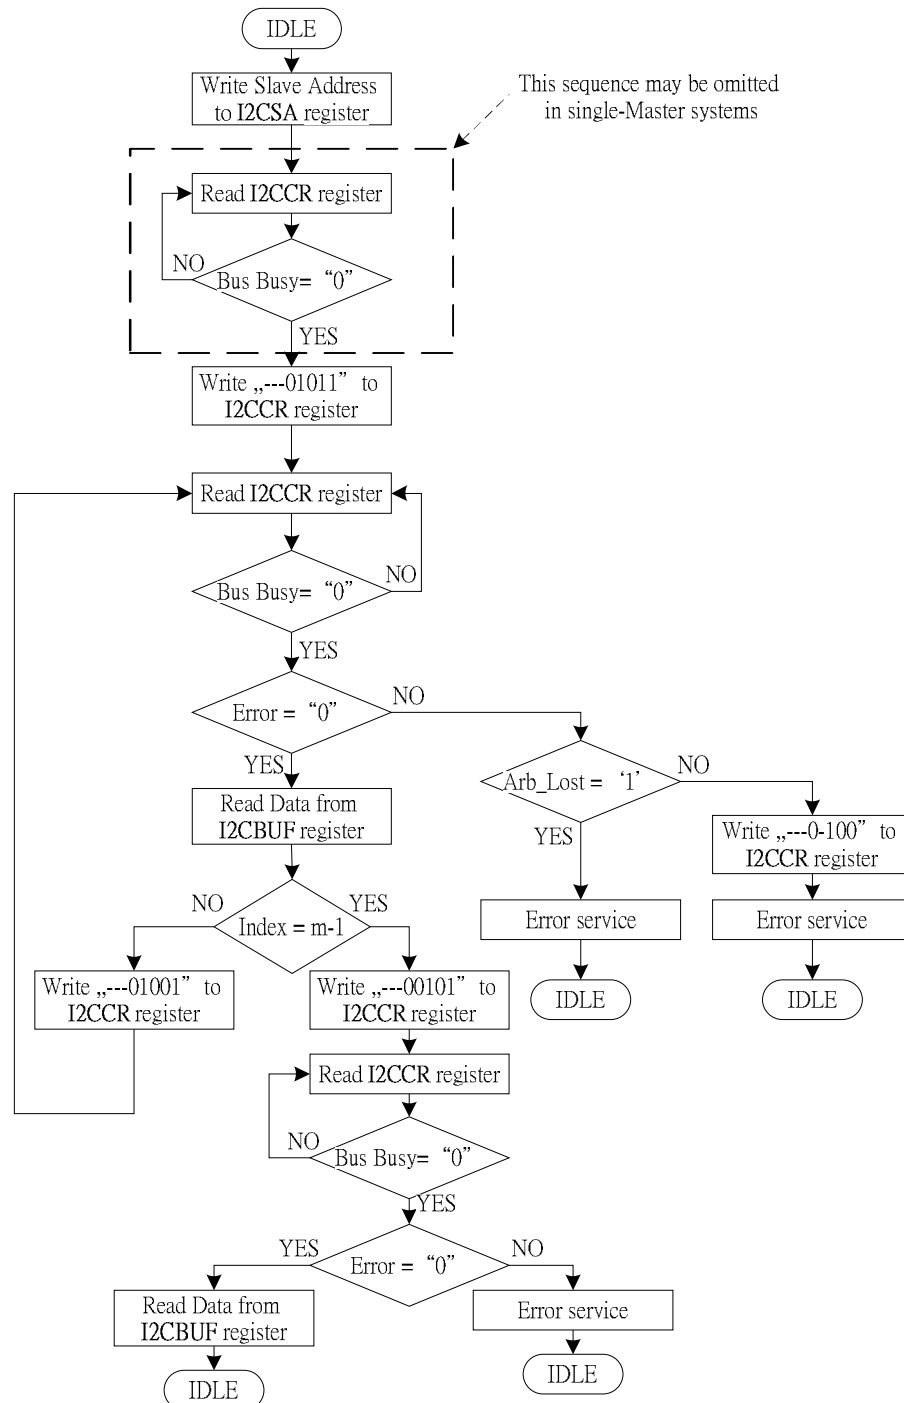 IDLE
Write Slave Address
to I2CSA register
This sequence may be omitted
in single-Master systems
Read I2CCR register
NO
Bus Busy= “0”
YES
Write „---01011” to
I2CCR register
Read I2CCR register
Bus Busy= “0”
NO
YES
Error = “0”
NO
YES
Arb_Lost = ‘1’
NO
Read Data from
I2CBUF register
YES
Write „---0-100” to
I2CCR register
NO
Index = m-1
YES
Error service
Error service
Write „---01001” to
I2CCR register
Write „---00101” to
I2CCR register
IDLE
IDLE
Read I2CCR register
NO
Bus Busy= “0”
YES
YES
Error = “0”
NO
Read Data from
I2CBUF register
Error service
IDLE
IDLE